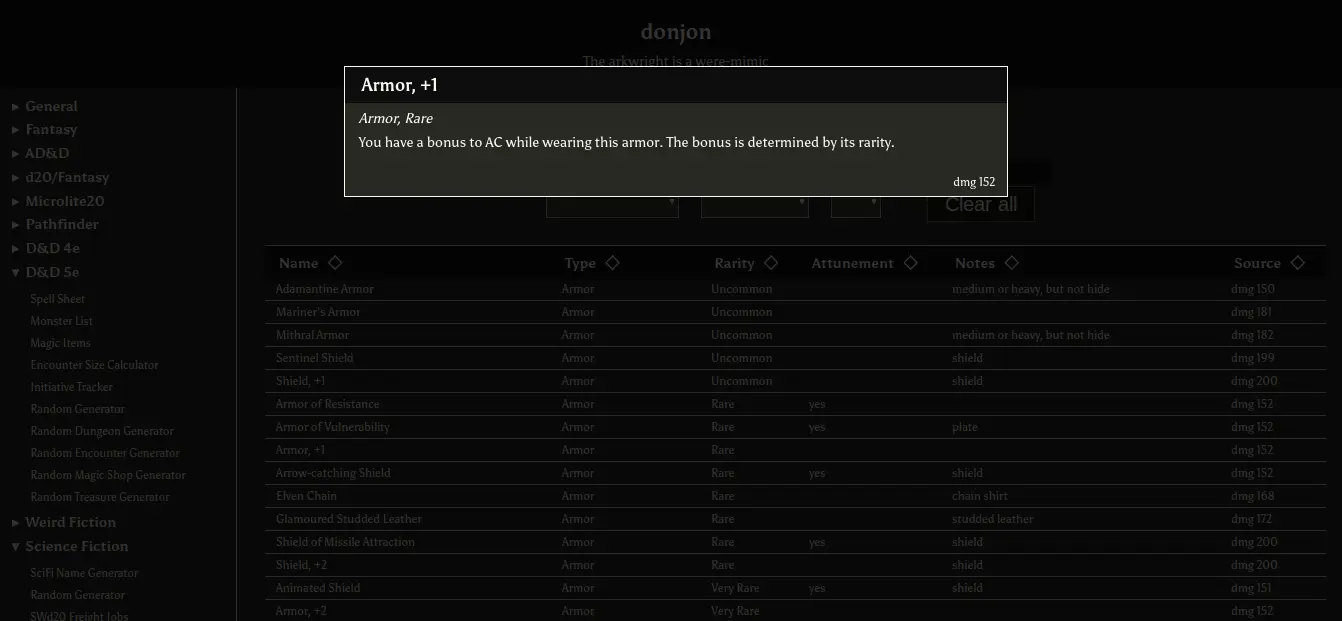 donjon
The arkwright is a were-mimic
Armor, +1
Armor, Rare
You have a bonus to AC while wearing this armor. The bonus is determined by its rarity.
dmg 152
Clear all
▶ General
▶ Fantasy
▶ AD&D
▶ d20/Fantasy
▶ Microlite20
▶ Pathfinder
▶ D&D 4e
▼ D&D 5e
Spell Sheet
Monster List
Magic Items
Encounter Size Calculator
Initiative Tracker
Random Generator
Random Dungeon Generator
Random Encounter Generator
Random Magic Shop Generator
Random Treasure Generator
▶ Weird Fiction
▼ Science Fiction
SciFi Name Generator
Random Generator
SWd20 Freight Jobs
Name Type Rarity Attunement Notes Source
Adamantine Armor Armor Uncommon medium or heavy, but not hide dmg 150
Mariner's Armor Armor Uncommon dmg 181
Mithral Armor Armor Uncommon medium or heavy, but not hide dmg 182
Sentinel Shield Armor Uncommon shield dmg 199
Shield, +1 Armor Uncommon shield dmg 200
Armor of Resistance Armor Rare yes dmg 152
Armor of Vulnerability Armor Rare yes plate dmg 152
Armor, +1 Armor Rare dmg 152
Arrow-catching Shield Armor Rare yes shield dmg 152
Elven Chain Armor Rare chain shirt dmg 168
Glamoured Studded Leather Armor Rare studded leather dmg 172
Shield of Missile Attraction Armor Rare yes shield dmg 200
Shield, +2 Armor Rare shield dmg 200
Animated Shield Armor Very Rare yes shield dmg 151
Armor, +2 Armor Very Rare dmg 152